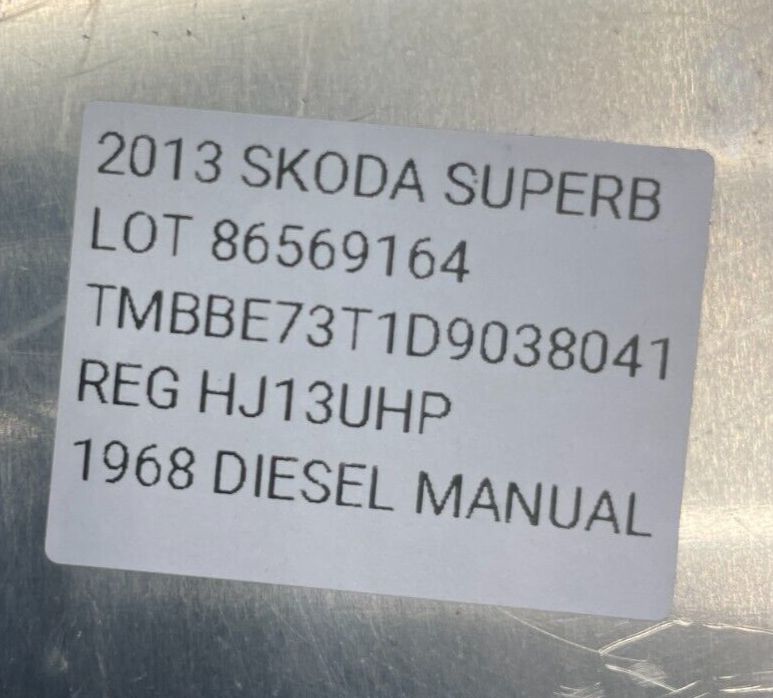 2013 SKODA SUPERB
LOT 86569164
TMBBE73T1D9038041
REG HJ13UHP
1968 DIESEL MANUAL